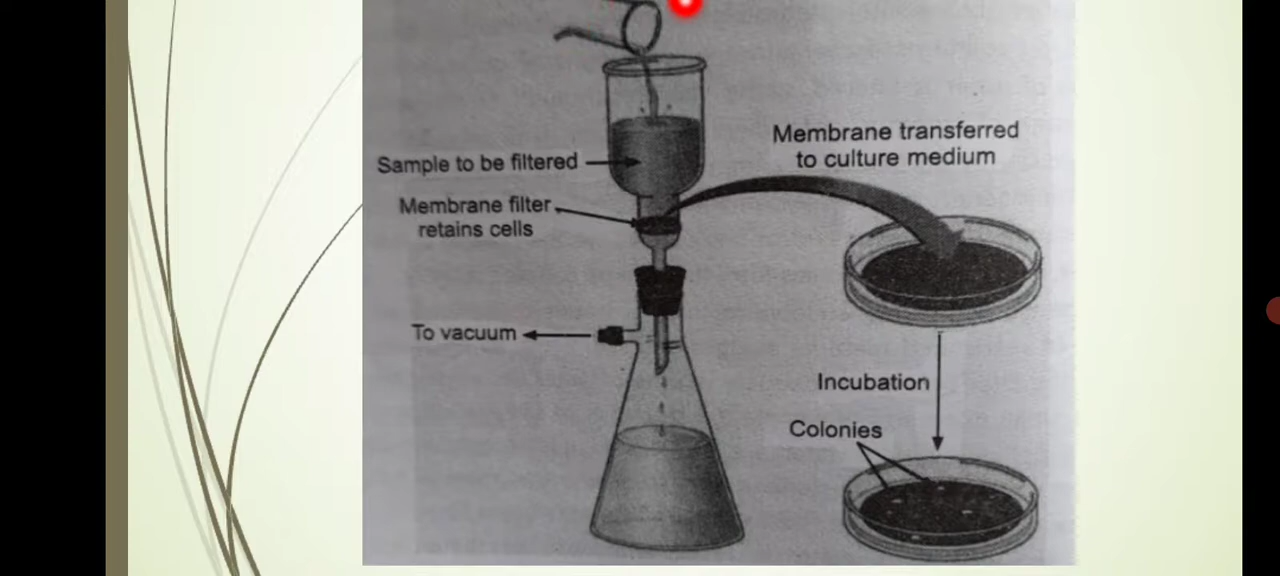 Sample to be filtered
Membrane filter
retains cells
To vacuum
Membrane transferred
to culture medium
Incubation
Colonies